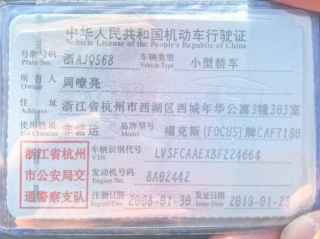 中华人民共和国机动车行驶证
Vehicle License of the People's Republic of China
号牌号码 浙AJQ568 车辆类型 小型轿车
Plate No. Vehicle Type
所有人 周嘹亮
Owner
住址 浙江省杭州市西湖区西城年华公寓3幢303室
使用性质 非营运 品牌型号 福克斯(FOCUS)牌CAF7180
Use Character Model
浙江省杭州
市公安局交
通警察支队
车辆识别代号 LVSFCAAEX8F224664
VIN
发动机号码 8A02442
Engine No.
注册日期 2008-01-30 发证日期 2019-01-23
Register Date Issue Date